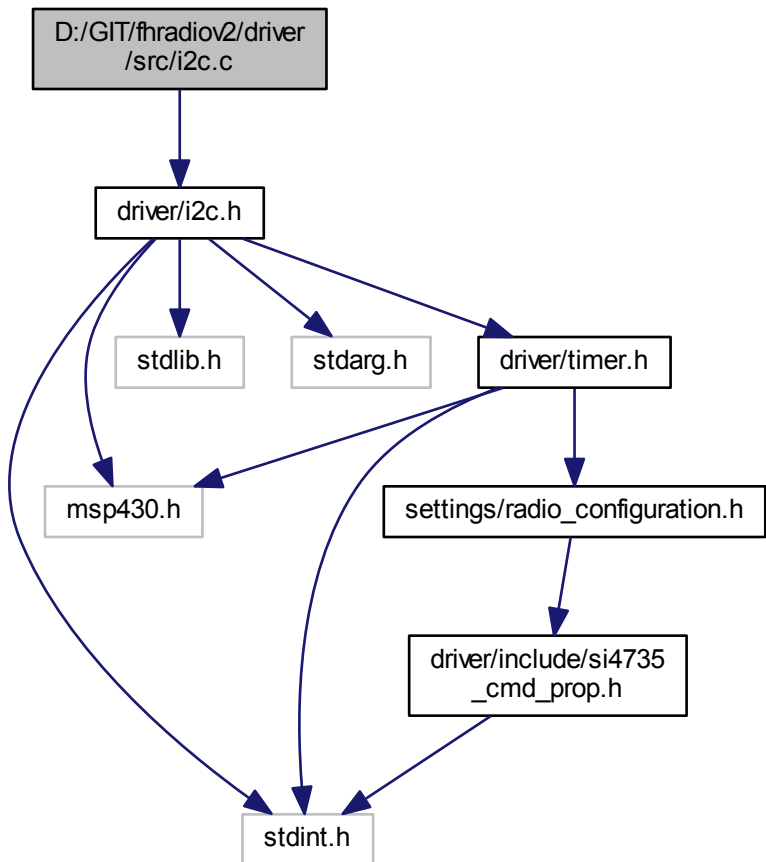 D:/GIT/fhradiov2/driver
/src/i2c.c
driver/i2c.h
stdlib.h
stdarg.h
driver/timer.h
msp430.h
settings/radio_configuration.h
driver/include/si4735
_cmd_prop.h
stdint.h